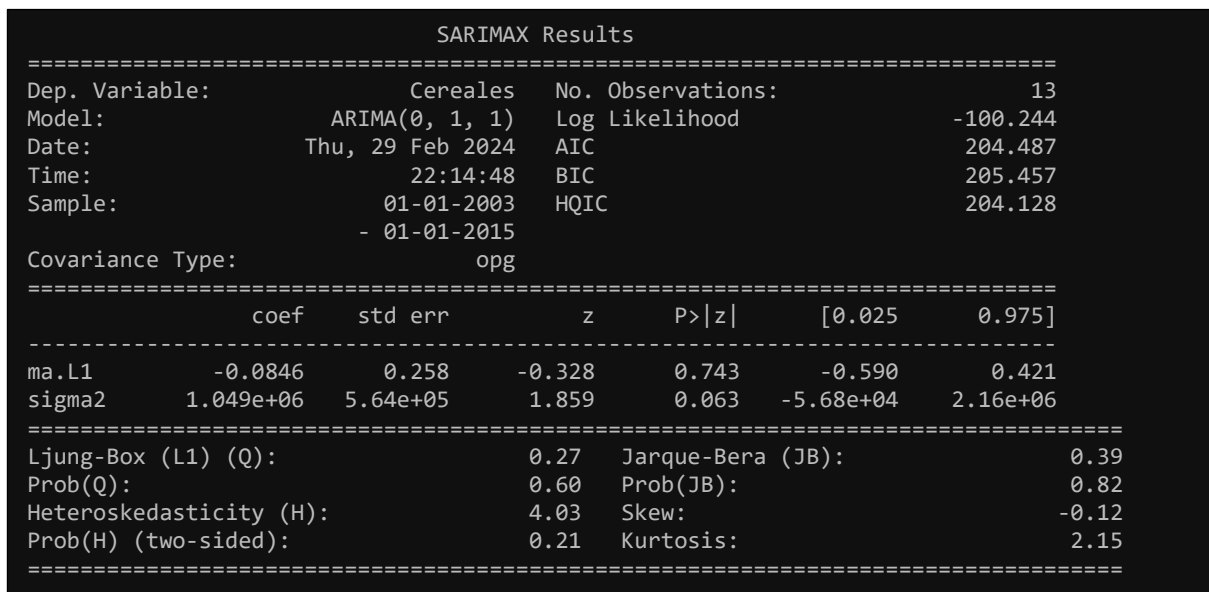 SARIMAX Results
==============================================================================
Dep. Variable: Cereales No. Observations: 13
Model: ARIMA(0, 1, 1) Log Likelihood -100.244
Date: Thu, 29 Feb 2024 AIC 204.487
Time: 22:14:48 BIC 205.457
Sample: 01-01-2003 HQIC 204.128
- 01-01-2015
Covariance Type: opg
==============================================================================
coef std err z P>|z| [0.025 0.975]
------------------------------------------------------------------------------
ma.L1 -0.0846 0.258 -0.328 0.743 -0.590 0.421
sigma2 1.049e+06 5.64e+05 1.859 0.063 -5.68e+04 2.16e+06
===================================================================================
Ljung-Box (L1) (Q): 0.27 Jarque-Bera (JB): 0.39
Prob(Q): 0.60 Prob(JB): 0.82
Heteroskedasticity (H): 4.03 Skew: -0.12
Prob(H) (two-sided): 0.21 Kurtosis: 2.15
===================================================================================